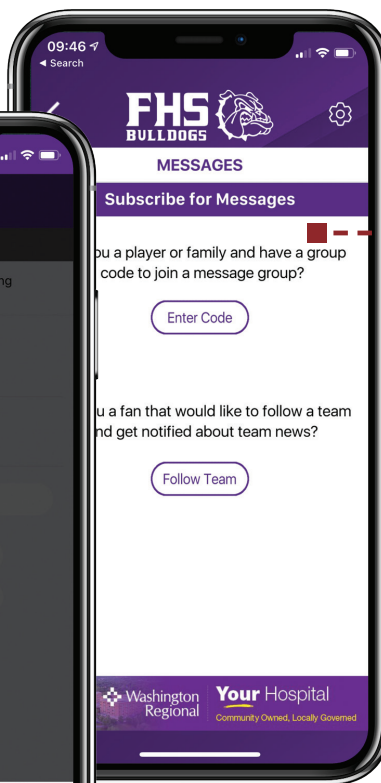 09:46
Search
FHS
BULLDOGS
MESSAGES
Subscribe for Messages
ou a player or family and have a group
code to join a message group?
Enter Code
ng
u a fan that would like to follow a team
nd get notified about team news?
Follow Team
Washington
Regional
Your Hospital
Community Owned, Locally Governed